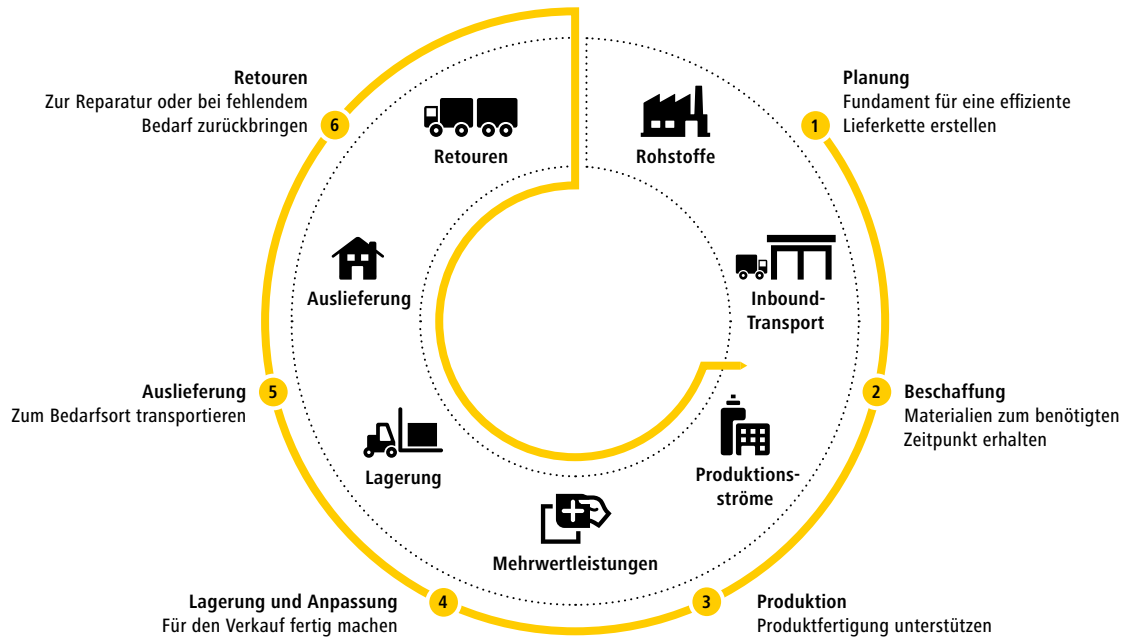 Retouren
Zur Reparatur oder bei fehlendem
Bedarf zurückbringen
6
Retouren
Rohstoffe
1
Planung
Fundament für eine effiziente
Lieferkette erstellen
Auslieferung
Inbound-
Transport
Auslieferung
Zum Bedarfsort transportieren
5
2
Beschaffung
Materialien zum benötigten
Zeitpunkt erhalten
Lagerung
Produktions-
ströme
Mehrwertleistungen
Lagerung und Anpassung
Für den Verkauf fertig machen
4
3
Produktion
Produktfertigung unterstützen